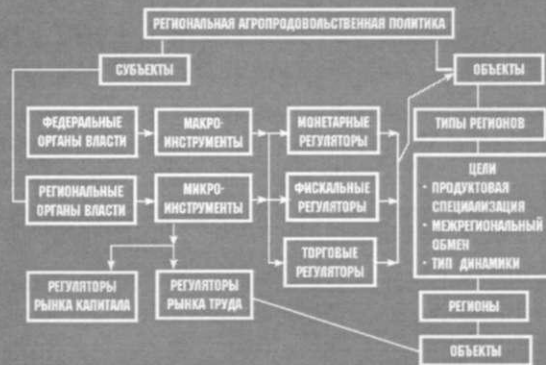 РЕГИОНАЛЬНАЯ АГРОПРОДОВОЛЬСТВЕННАЯ ПОЛИТИКА
СУБЪЕКТЫ
ОБЪЕКТЫ
ФЕДЕРАЛЬНЫЕ
ОРГАНЫ ВЛАСТИ
МАКРО-
ИНСТРУМЕНТЫ
МОНЕТАРНЫЕ
РЕГУЛЯТОРЫ
ТИПЫ РЕГИОНОВ
РЕГИОНАЛЬНЫЕ
ОРГАНЫ ВЛАСТИ
МИКРО-
ИНСТРУМЕНТЫ
ФИСКАЛЬНЫЕ
РЕГУЛЯТОРЫ
ЦЕЛИ
• ПРОДУКТОВАЯ
СПЕЦИАЛИЗАЦИЯ
• МЕЖРЕГИОНАЛЬНЫЙ
ОБМЕН
• ТИП ДИНАМИКИ
ТОРГОВЫЕ
РЕГУЛЯТОРЫ
РЕГУЛЯТОРЫ
РЫНКА КАПИТАЛА
РЕГУЛЯТОРЫ
РЫНКА ТРУДА
РЕГИОНЫ
ОБЪЕКТЫ